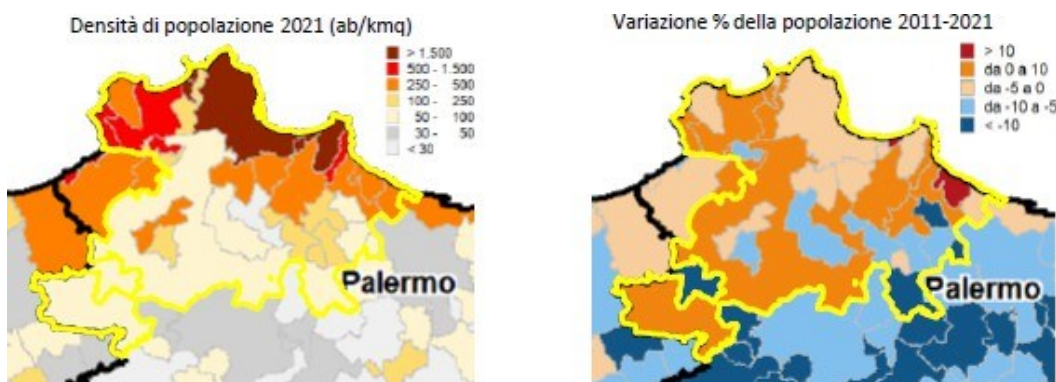 Densità di popolazione 2021 (ab/kmq)
> 1.500
500 - 1.500
250 - 500
100 - 250
50 - 100
30 - 50
< 30
Palermo
Variazione % della popolazione 2011-2021
> 10
da 0 a 10
da -5 a 0
da -10 a -5
< -10
Palermo